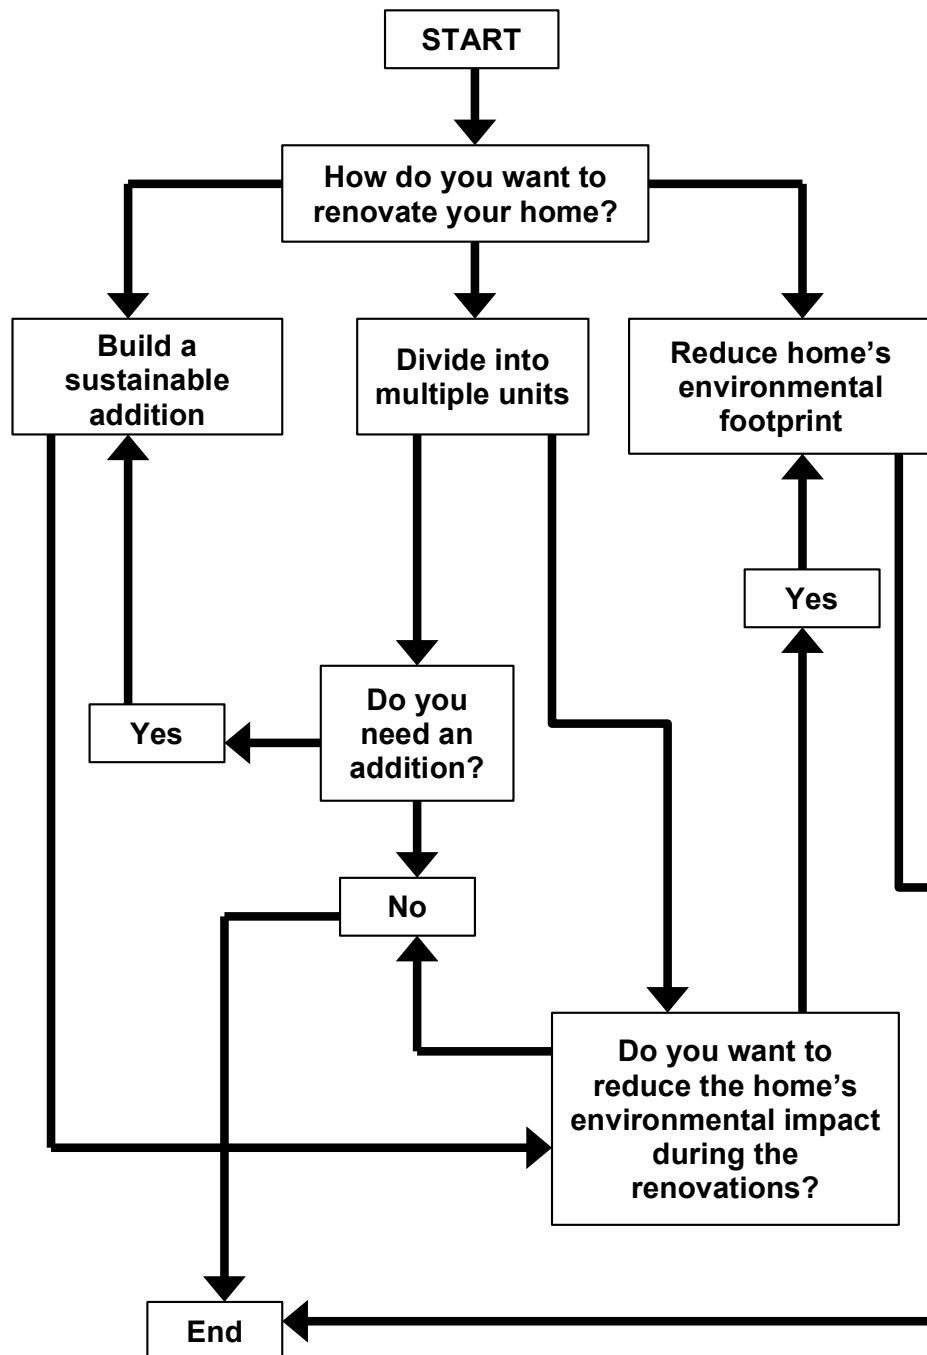 START
How do you want to
renovate your home?
Build a
sustainable
addition
Divide into
multiple units
Reduce home’s
environmental
footprint
Yes
Do you
need an
addition?
Yes
No
Do you want to
reduce the home’s
environmental impact
during the
renovations?
End